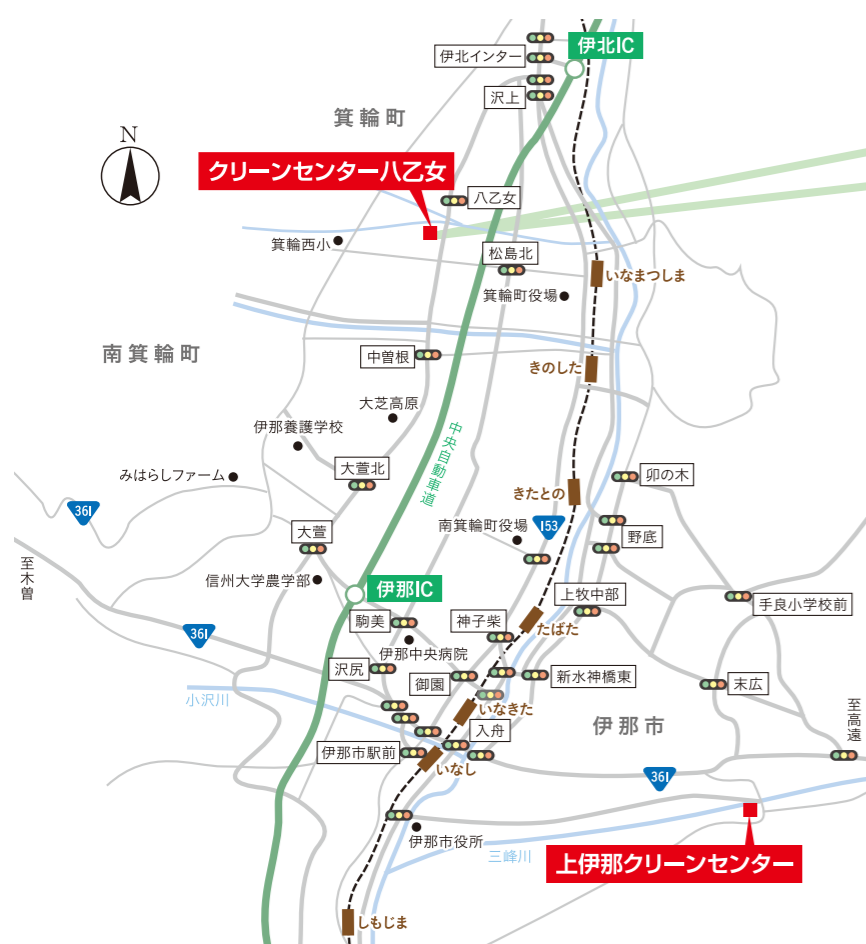 伊北IC
伊北インター
沢上
箕輪町
N
クリーンセンター八乙女
八乙女
箕輪西小
松島北
いなまつしま
箕輪町役場
南箕輪町
中曽根
きのした
大芝高原
伊那養護学校
中央自動車道
大萱北
みはらしファーム
卯の木
きたとの
361
南箕輪町役場
153
野底
大萱
至木曽
信州大学農学部
伊那IC
上牧中部
手良小学校前
駒美
神子柴
たばた
361
伊那中央病院
沢尻
御園
新水神橋東
末広
小沢川
いなきた
伊那市
至高遠
入舟
伊那市駅前
いなし
361
伊那市役所
三峰川
上伊那クリーンセンター
しもじま